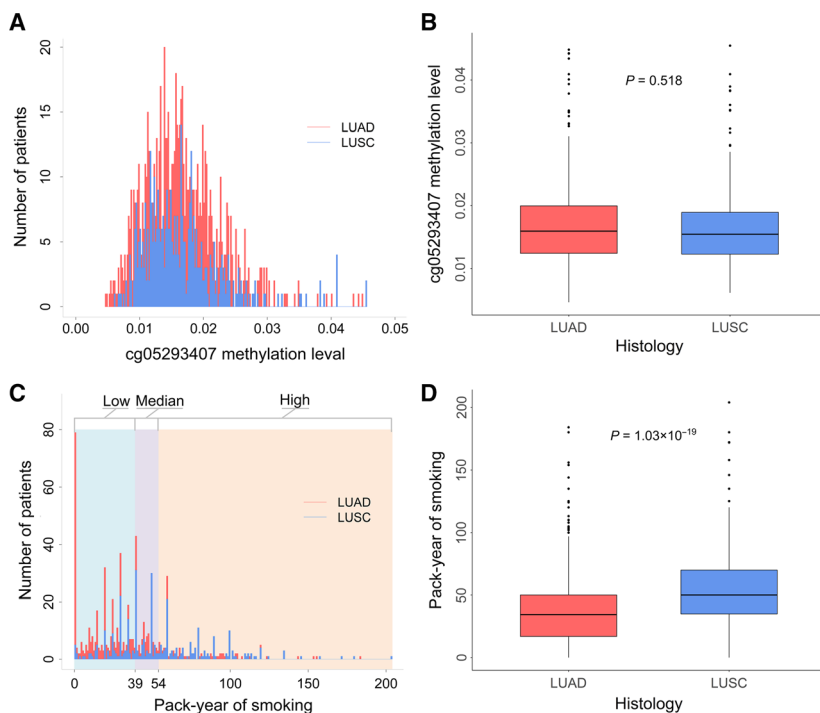 A
Number of patients
20
15
10
5
0
LUAD
LUSC
0.00 0.01 0.02 0.03 0.04 0.05
cg05293407 methylation leval
B
cg05293407 methylation level
0.04
0.03
0.02
0.01
P = 0.518
LUAD LUSC
Histology
C
Low Median High
Number of patients
80
60
40
20
0
LUAD
LUSC
0 39 54 100 150 200
Pack-year of smoking
D
Pack-year of smoking
200
150
100
50
0
P = 1.03×10⁻¹⁹
LUAD LUSC
Histology